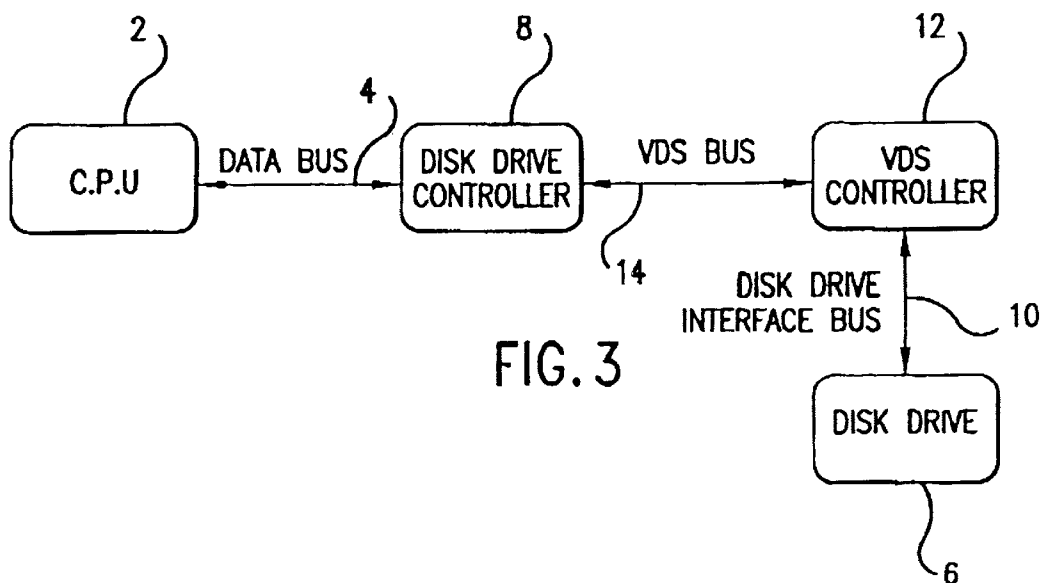 2
4
8
12
C.P.U
DATA BUS
DISK DRIVE
CONTROLLER
VDS BUS
VDS
CONTROLLER
14
DISK DRIVE
INTERFACE BUS
10
FIG. 3
DISK DRIVE
6